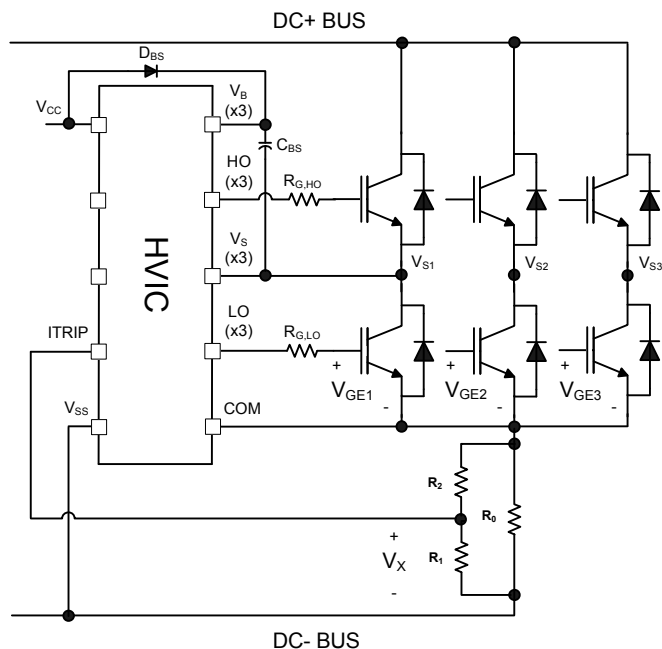 DC+ BUS
DBS
VCC
VB
(x3)
CBS
HO
(x3)
RG,HO
HVIC
VS
(x3)
VS1
VS2
VS3
LO
(x3)
RG,LO
ITRIP
+
VGE1
-
+
VGE2
-
+
VGE3
-
VSS
COM
R2
R0
+
VX
-
R1
DC- BUS